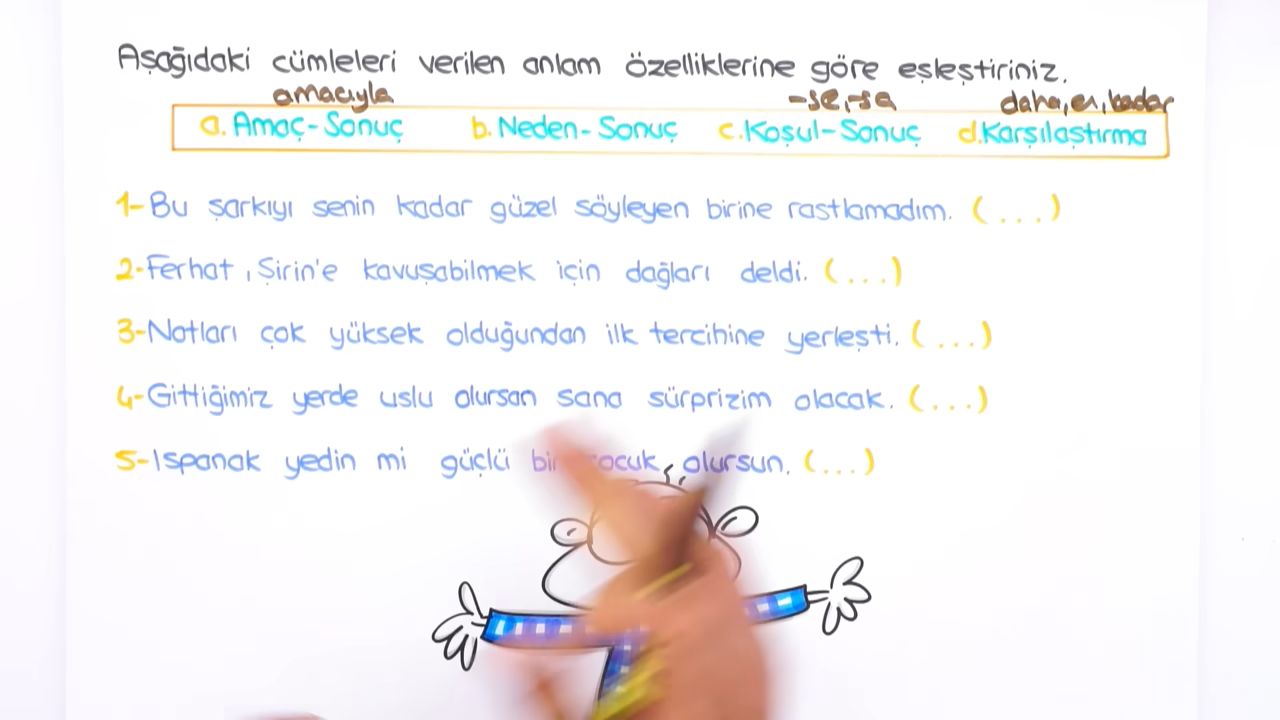 Aşağıdaki cümleleri verilen anlam özelliklerine göre eşleştiriniz.
amacıyla -se,-sa daha,en,kadar
a. Amaç-Sonuç b. Neden-Sonuç c. Koşul-Sonuç d. Karşılaştırma
1-Bu şarkıyı senin kadar güzel söyleyen birine rastlamadım. (...)
2-Ferhat, Şirin'e kavuşabilmek için dağları deldi. (...)
3-Notları çok yüksek olduğundan ilk tercihine yerleşti. (...)
4-Gittiğimiz yerde uslu olursan sana sürprizim olacak. (...)
5-Ispanak yedin mi güçlü olursun. (...)